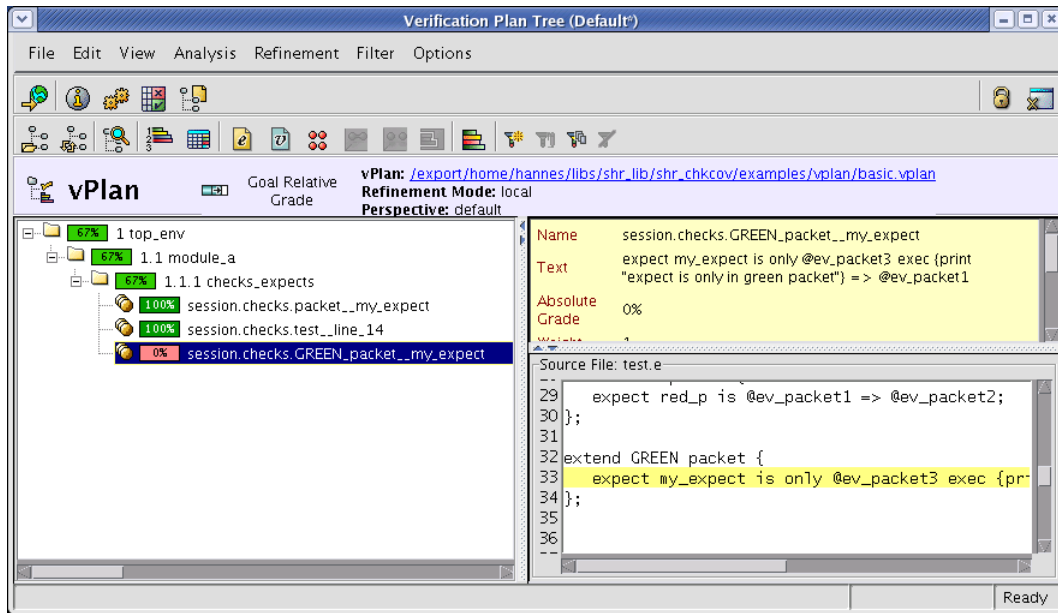 Verification Plan Tree (Default*)
File Edit View Analysis Refinement Filter Options
vPlan
Goal Relative
Grade
vPlan: /export/home/hannes/libs/shr_lib/shr_chkcov/examples/vplan/basic.vplan
Refinement Mode: local
Perspective: default
67% 1 top_env
67% 1.1 module_a
67% 1.1.1 checks_expects
100% session.checks.packet__my_expect
100% session.checks.test__line_14
0% session.checks.GREEN_packet__my_expect
Name session.checks.GREEN_packet__my_expect
Text expect my_expect is only @ev_packet3 exec {print
"expect is only in green packet"} => @ev_packet1
Absolute
Grade 0%
Source File: test.e
29 expect red_p is @ev_packet1 => @ev_packet2;
30 };
31
32 extend GREEN packet {
33 expect my_expect is only @ev_packet3 exec {pr
34 };
35
36
Ready